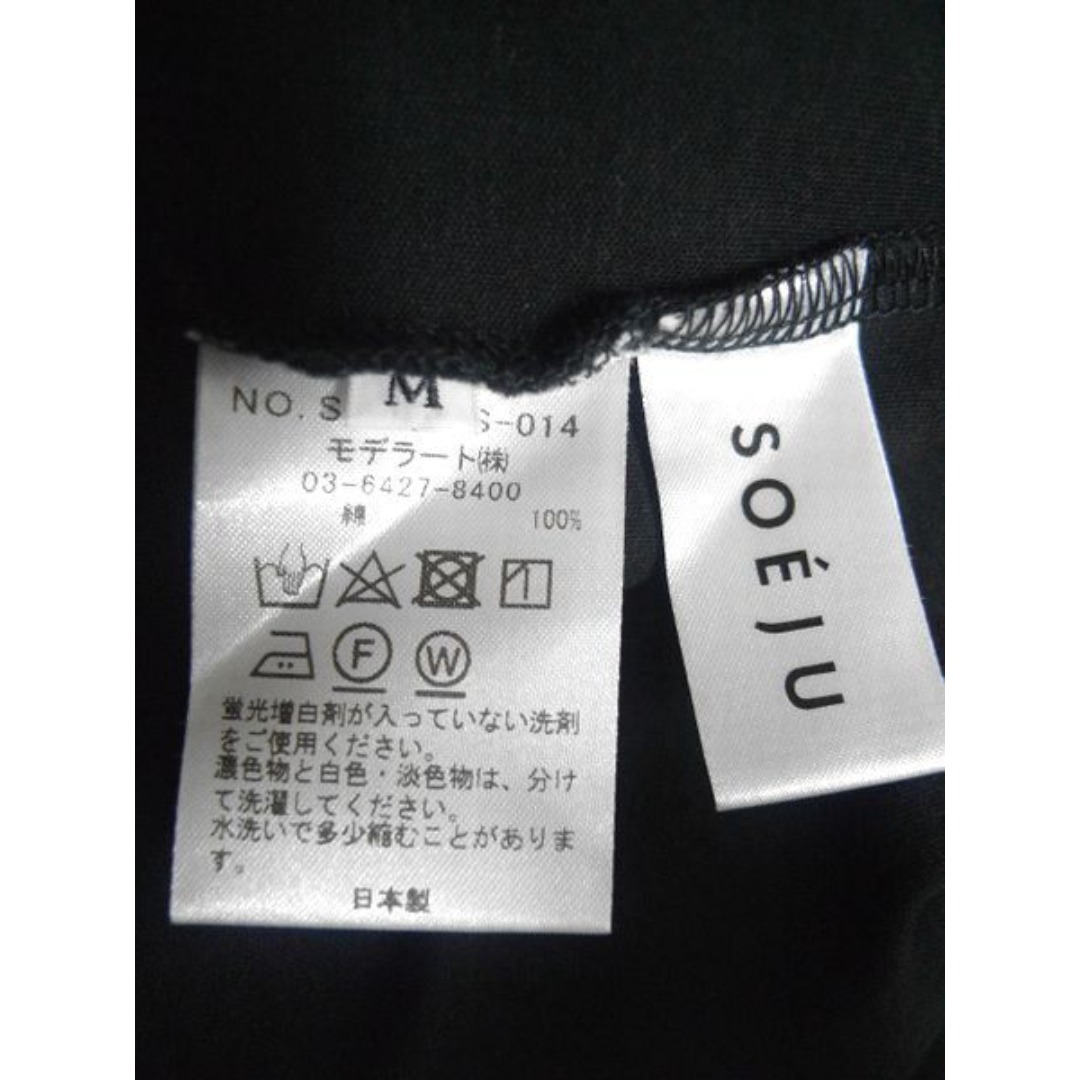 M
NO. S S-014
モデラート㈱
03-6427-8400
綿 100%
F W
蛍光増白剤が入っていない洗剤
をご使用ください。
濃色物と白色・淡色物は、分け
て洗濯してください。
水洗いで多少縮むことがありま
す。
日本製
SOÉJU